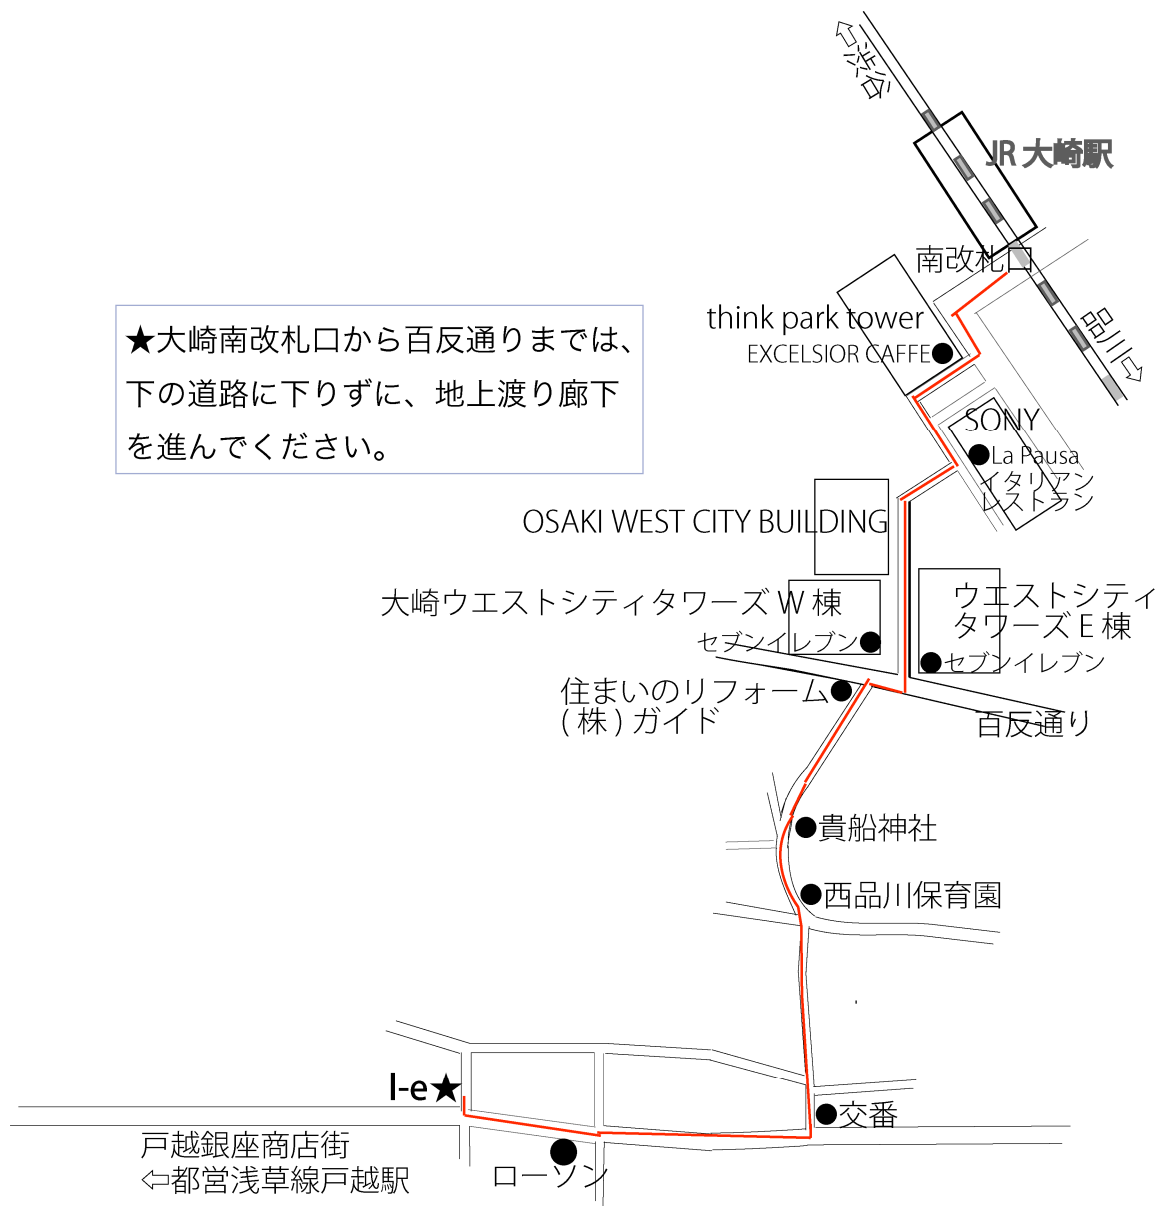 ⇦渋谷
JR 大崎駅
南改札口
think park tower
EXCELSIOR CAFFE
品川⇨
★大崎南改札口から百反通りまでは、
下の道路に下りずに、地上渡り廊下
を進んでください。
SONY
La Pausa
イタリアン
レストラン
OSAKI WEST CITY BUILDING
大崎ウエストシティタワーズ W 棟
セブンイレブン
ウエストシティ
タワーズ E 棟
セブンイレブン
住まいのリフォーム
( 株 ) ガイド
百反通り
貴船神社
西品川保育園
l-e★
交番
戸越銀座商店街
⇦都営浅草線戸越駅
ローソン